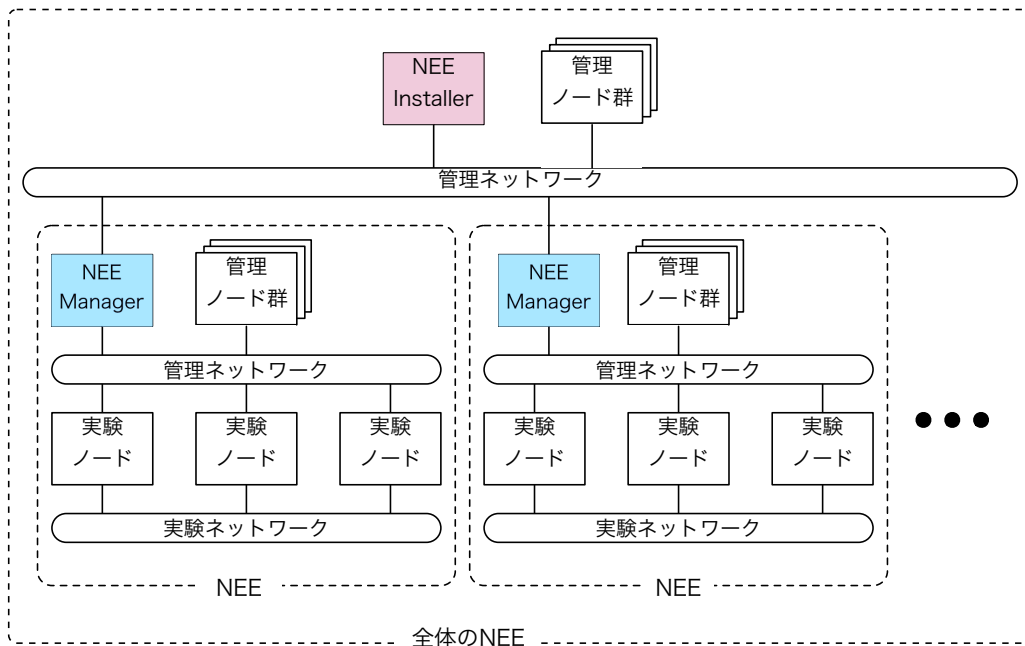 NEE
Installer
管理
ノード群
管理ネットワーク
NEE
Manager
管理
ノード群
管理ネットワーク
実験
ノード
実験
ノード
実験
ノード
実験ネットワーク
NEE
NEE
Manager
管理
ノード群
管理ネットワーク
実験
ノード
実験
ノード
実験
ノード
実験ネットワーク
NEE
全体のNEE